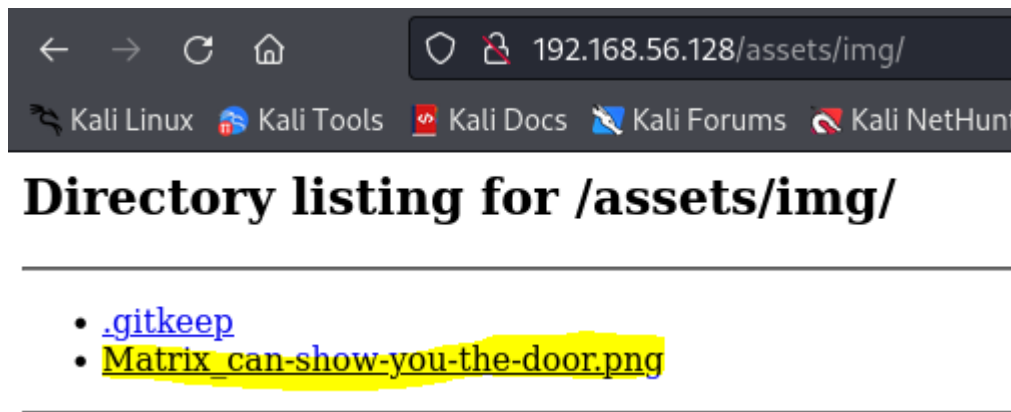 192.168.56.128/assets/img/
Kali Linux Kali Tools Kali Docs Kali Forums Kali NetHunt
Directory listing for /assets/img/
.gitkeep
Matrix_can-show-you-the-door.png